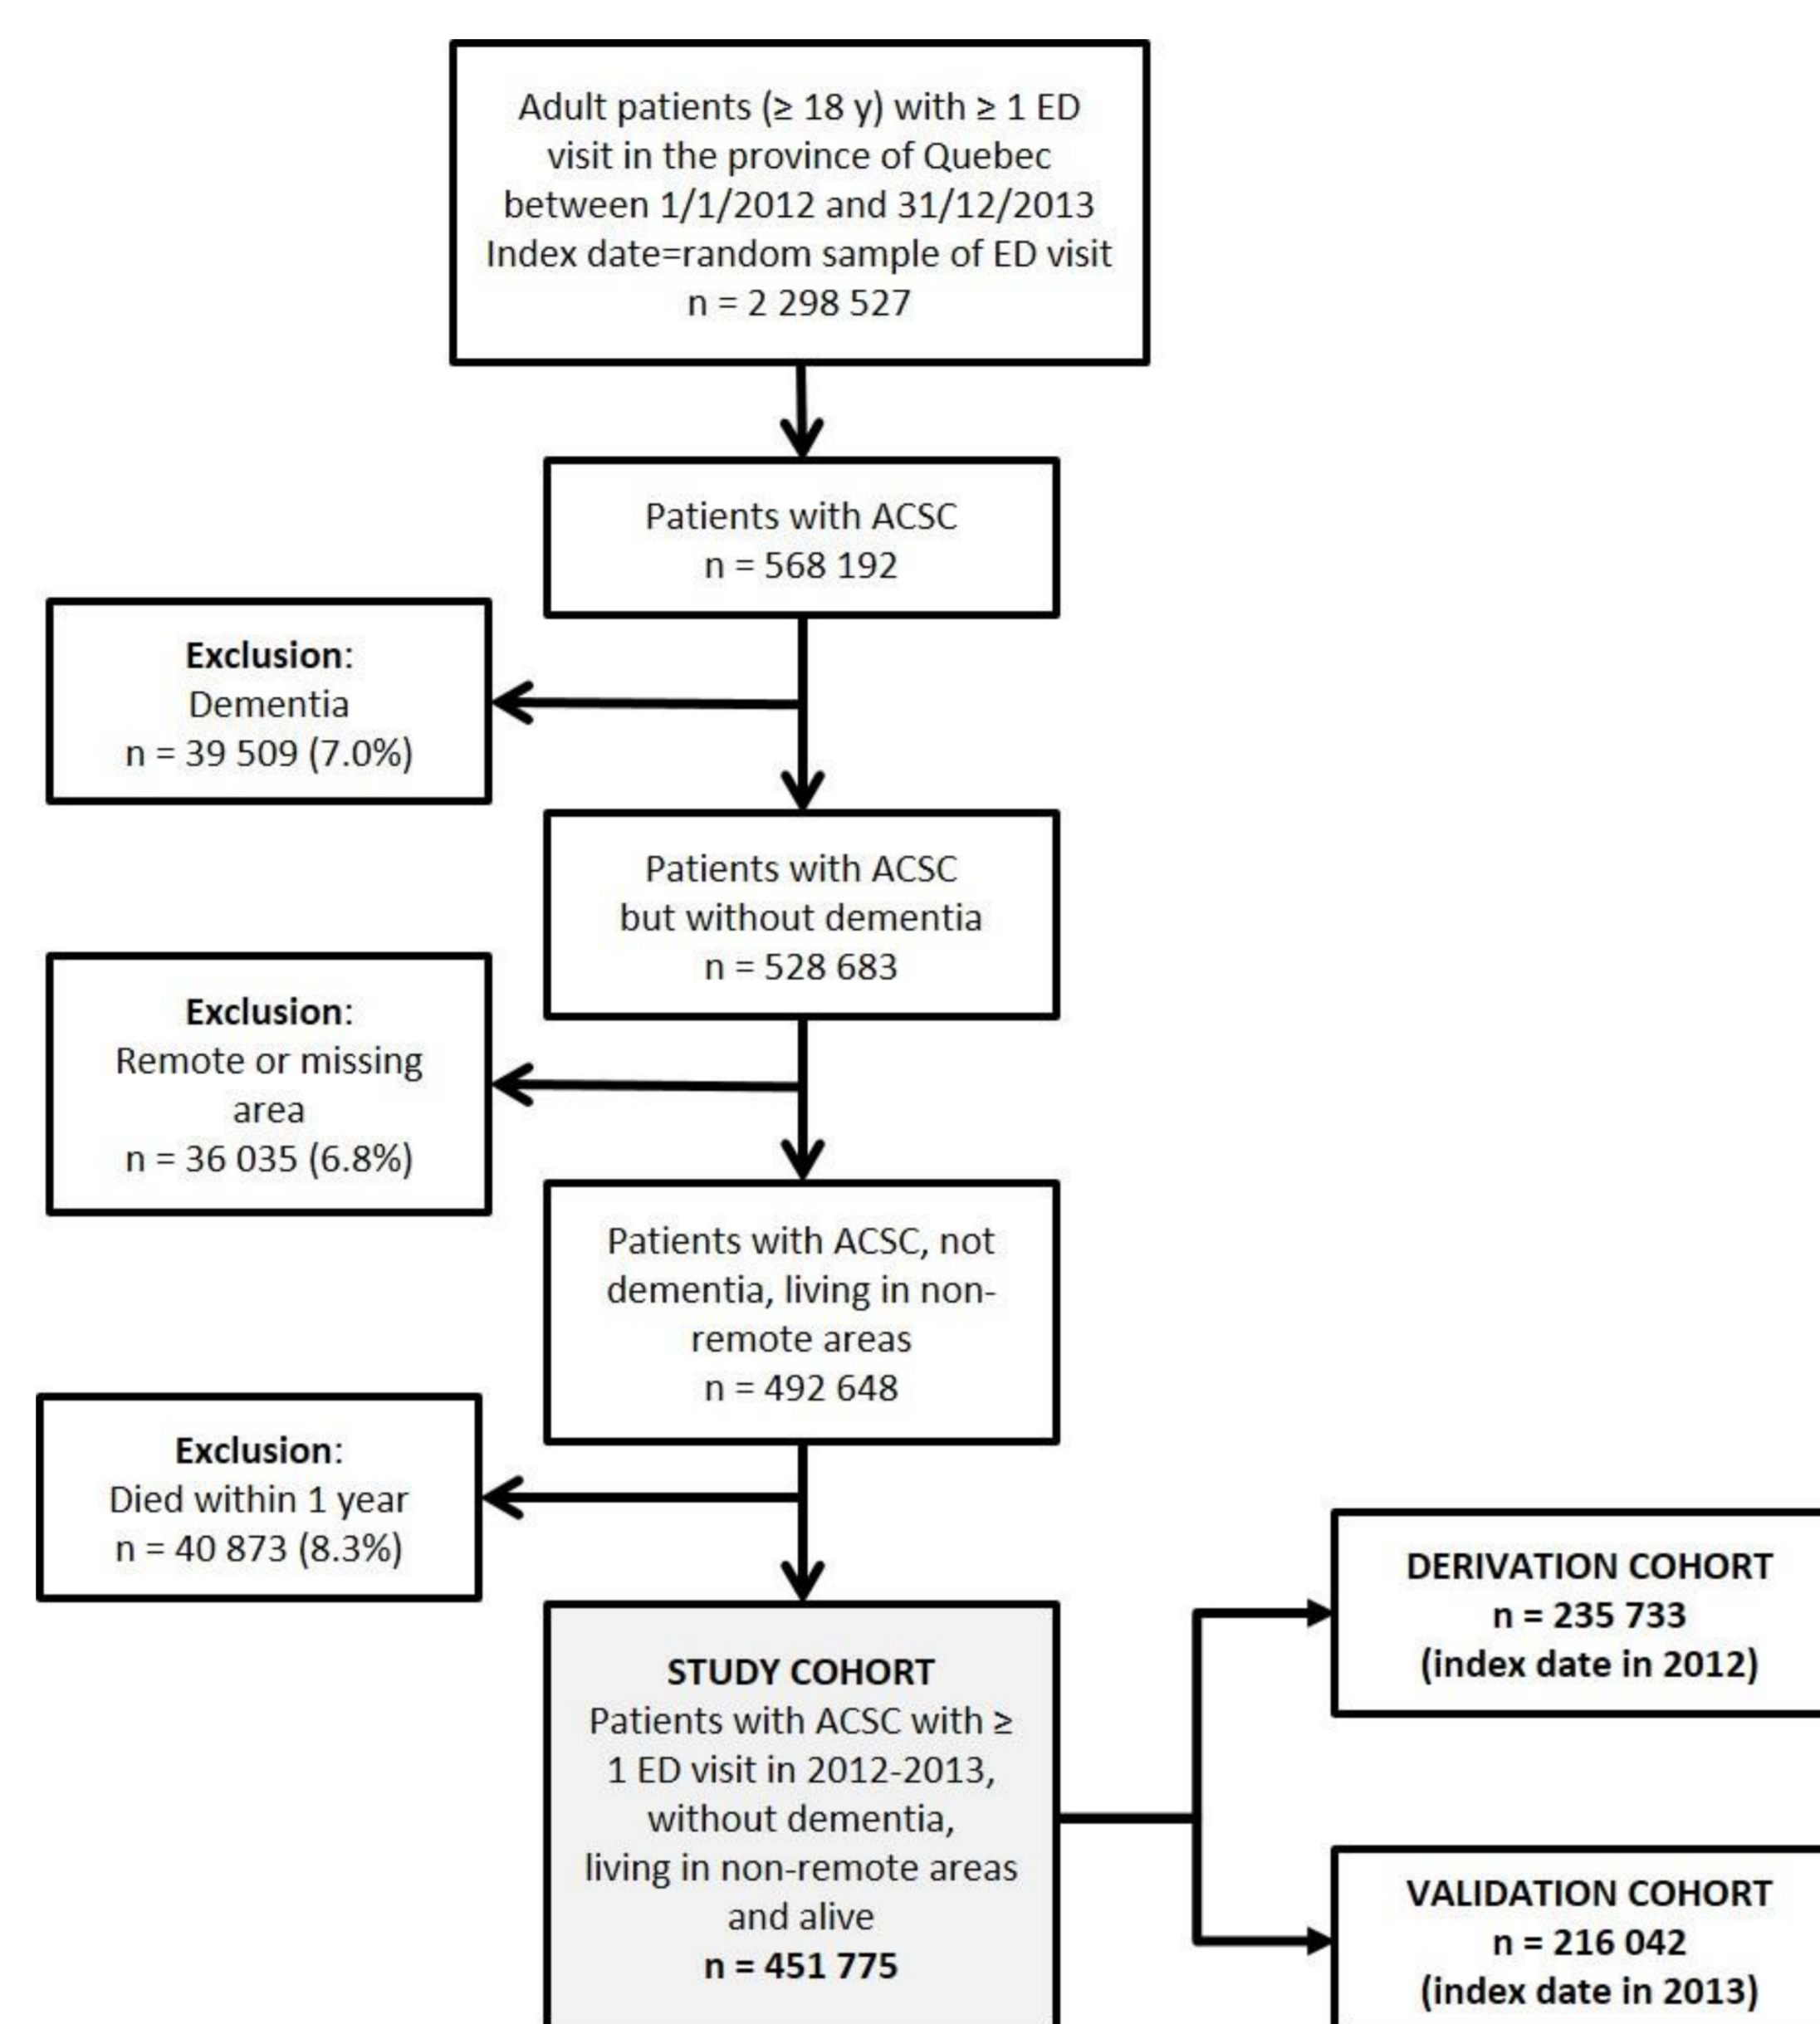 Adult patients (≥ 18 y) with ≥ 1 ED
visit in the province of Quebec
between 1/1/2012 and 31/12/2013
Index date=random sample of ED visit
n = 2 298 527
Patients with ACSC
n = 568 192
Exclusion:
Dementia
n = 39 509 (7.0%)
Patients with ACSC
but without dementia
n = 528 683
Exclusion:
Remote or missing
area
n = 36 035 (6.8%)
Patients with ACSC, not
dementia, living in non-
remote areas
n = 492 648
Exclusion:
Died within 1 year
n = 40 873 (8.3%)
STUDY COHORT
Patients with ACSC with ≥
1 ED visit in 2012-2013,
without dementia,
living in non-remote areas
and alive
n = 451 775
DERIVATION COHORT
n = 235 733
(index date in 2012)
VALIDATION COHORT
n = 216 042
(index date in 2013)